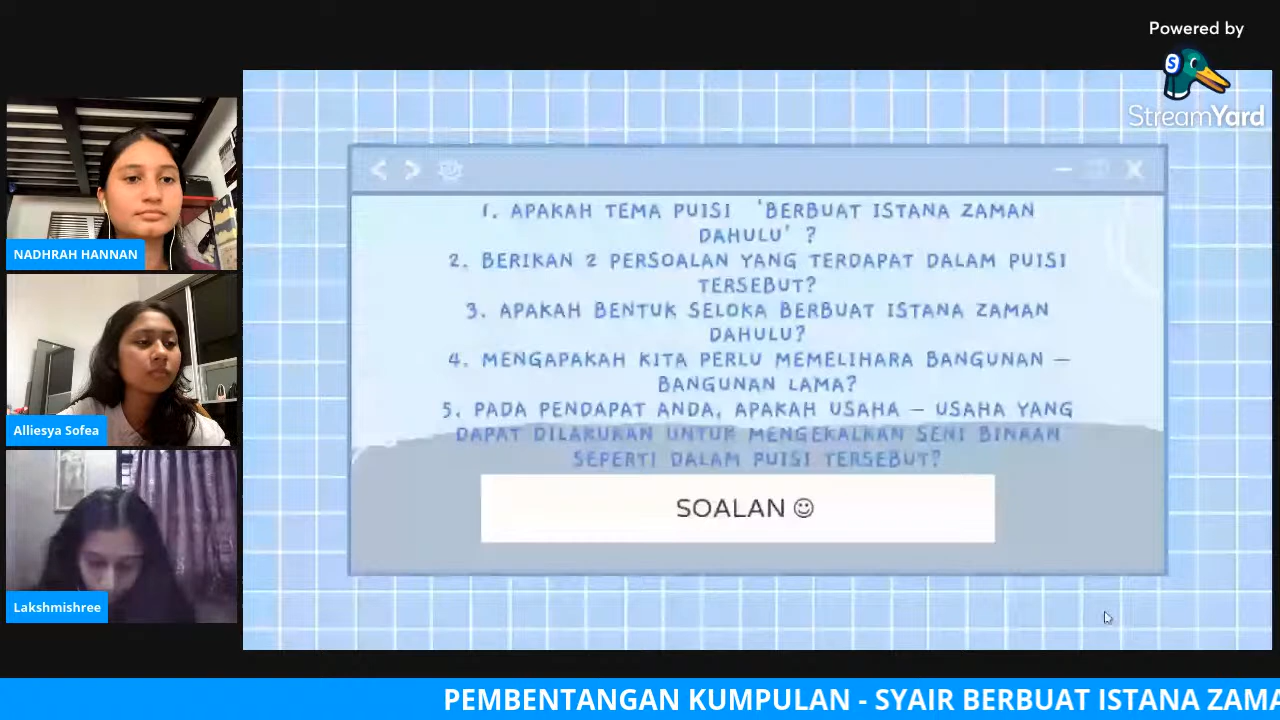 Powered by
StreamYard
NADHRAH HANNAN
Alliesya Sofea
Lakshmishree
1. APAKAH TEMA PUISI 'BERBUAT ISTANA ZAMAN
DAHULU' ?
2. BERIKAN 2 PERSOALAN YANG TERDAPAT DALAM PUISI
TERSEBUT?
3. APAKAH BENTUK SELOKA BERBUAT ISTANA ZAMAN
DAHULU?
4. MENGAPAKAH KITA PERLU MEMELIHARA BANGUNAN –
BANGUNAN LAMA?
5. PADA PENDAPAT ANDA, APAKAH USAHA – USAHA YANG
DAPAT DILAKUKAN UNTUK MENGEKALKAN SENI BINAAN
SEPERTI DALAM PUISI TERSEBUT?
SOALAN ☺
PEMBENTANGAN KUMPULAN - SYAIR BERBUAT ISTANA ZAMA